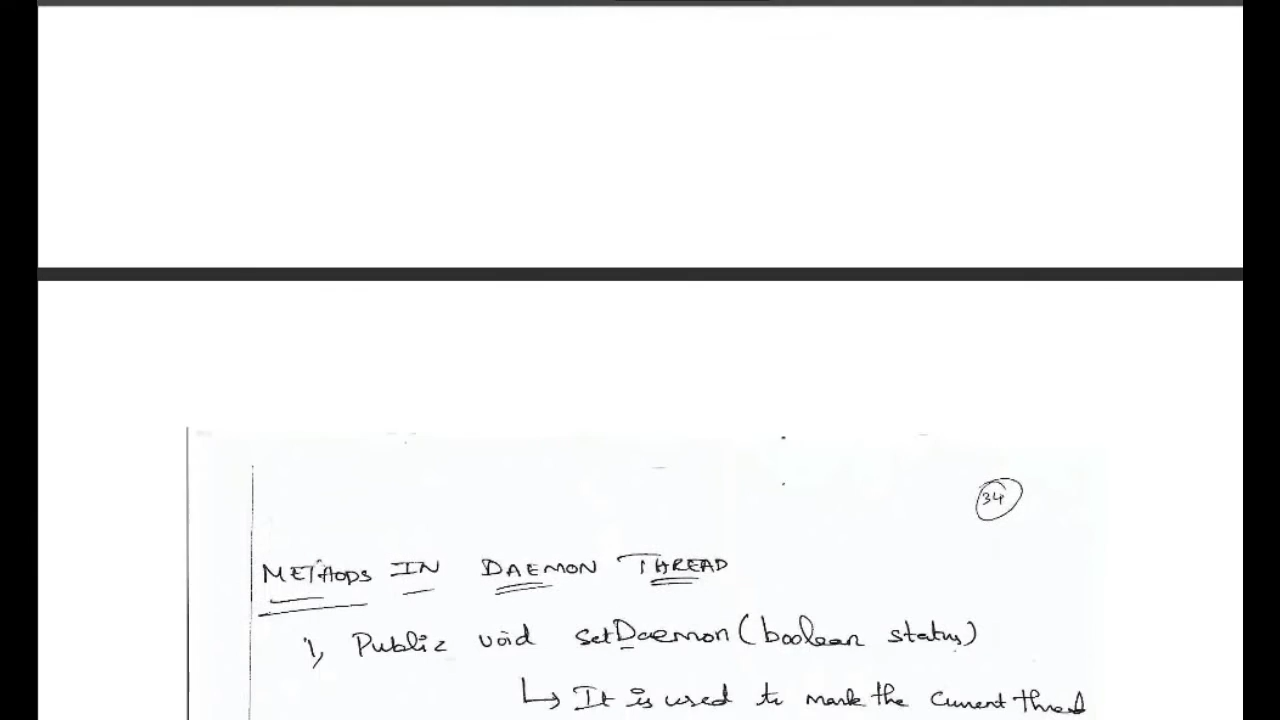 34
METHODS IN DAEMON THREAD
1, Public void setDaemon(boolean status)
↳ It is used to mark the current thread